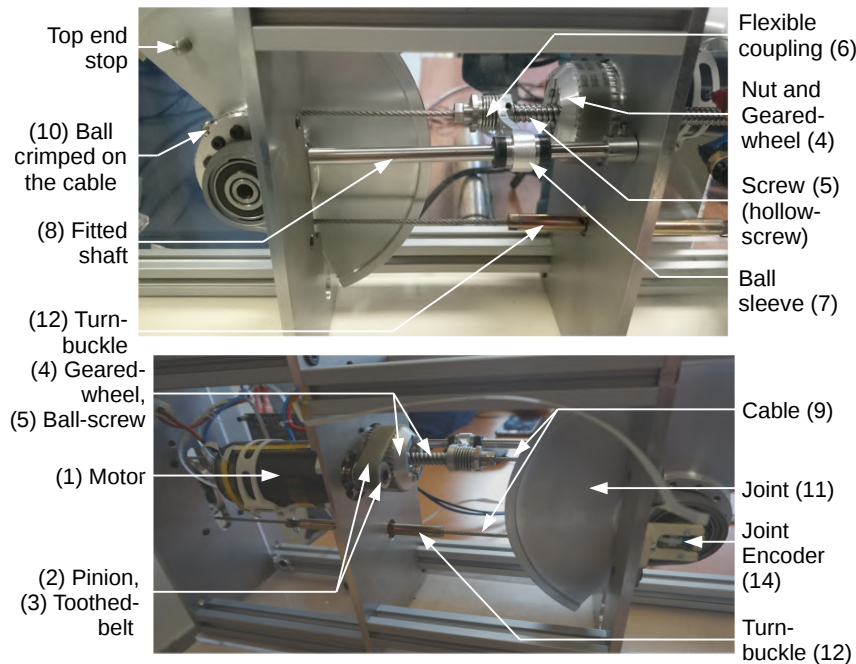 Top end
stop
(10) Ball
crimped on
the cable
(8) Fitted
shaft
(12) Turn-
buckle
Flexible
coupling (6)
Nut and
Geared-
wheel (4)
Screw (5)
(hollow-
screw)
Ball
sleeve (7)
(4) Geared-
wheel,
(5) Ball-screw
(1) Motor
(2) Pinion,
(3) Toothed-
belt
Cable (9)
Joint (11)
Joint
Encoder
(14)
Turn-
buckle (12)